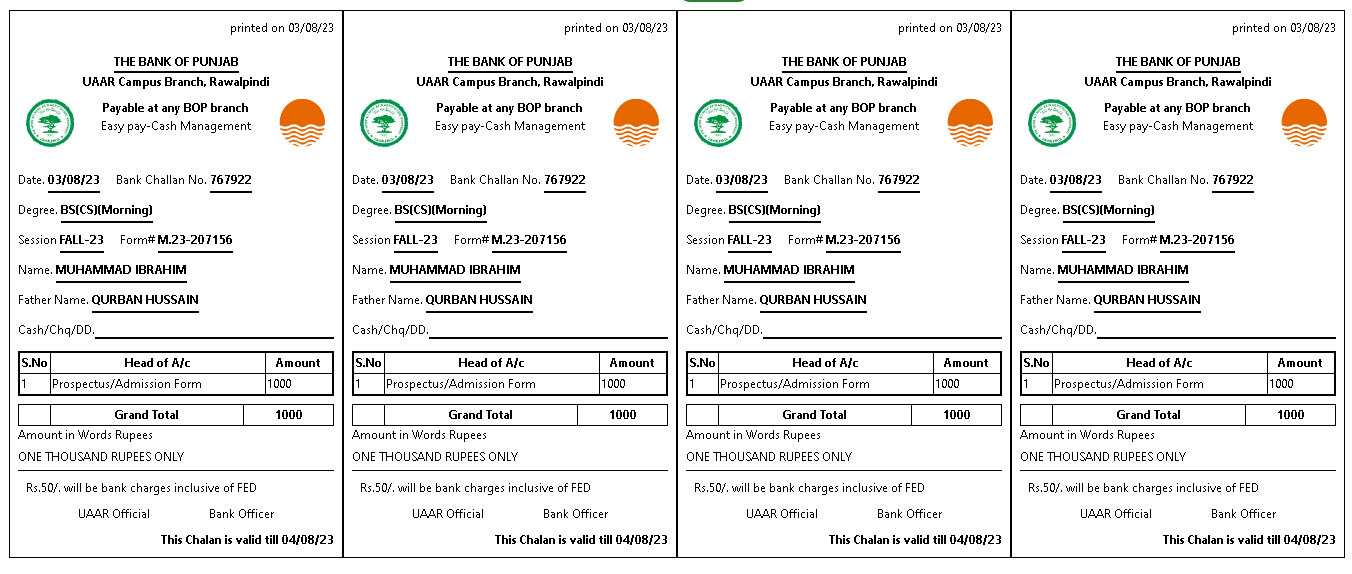 printed on 03/08/23
THE BANK OF PUNJAB
UAAR Campus Branch, Rawalpindi
Payable at any BOP branch
Easy pay-Cash Management
Date. 03/08/23 Bank Challan No. 767922
Degree. BS(CS)(Morning)
Session FALL-23 Form# M.23-207156
Name. MUHAMMAD IBRAHIM
Father Name. QURBAN HUSSAIN
Cash/Chq/DD.
S.No Head of A/c Amount
1 Prospectus/Admission Form 1000
Grand Total 1000
Amount in Words Rupees
ONE THOUSAND RUPEES ONLY
Rs.50/. will be bank charges inclusive of FED
UAAR Official Bank Officer
This Chalan is valid till 04/08/23
printed on 03/08/23
THE BANK OF PUNJAB
UAAR Campus Branch, Rawalpindi
Payable at any BOP branch
Easy pay-Cash Management
Date. 03/08/23 Bank Challan No. 767922
Degree. BS(CS)(Morning)
Session FALL-23 Form# M.23-207156
Name. MUHAMMAD IBRAHIM
Father Name. QURBAN HUSSAIN
Cash/Chq/DD.
S.No Head of A/c Amount
1 Prospectus/Admission Form 1000
Grand Total 1000
Amount in Words Rupees
ONE THOUSAND RUPEES ONLY
Rs.50/. will be bank charges inclusive of FED
UAAR Official Bank Officer
This Chalan is valid till 04/08/23
printed on 03/08/23
THE BANK OF PUNJAB
UAAR Campus Branch, Rawalpindi
Payable at any BOP branch
Easy pay-Cash Management
Date. 03/08/23 Bank Challan No. 767922
Degree. BS(CS)(Morning)
Session FALL-23 Form# M.23-207156
Name. MUHAMMAD IBRAHIM
Father Name. QURBAN HUSSAIN
Cash/Chq/DD.
S.No Head of A/c Amount
1 Prospectus/Admission Form 1000
Grand Total 1000
Amount in Words Rupees
ONE THOUSAND RUPEES ONLY
Rs.50/. will be bank charges inclusive of FED
UAAR Official Bank Officer
This Chalan is valid till 04/08/23
printed on 03/08/23
THE BANK OF PUNJAB
UAAR Campus Branch, Rawalpindi
Payable at any BOP branch
Easy pay-Cash Management
Date. 03/08/23 Bank Challan No. 767922
Degree. BS(CS)(Morning)
Session FALL-23 Form# M.23-207156
Name. MUHAMMAD IBRAHIM
Father Name. QURBAN HUSSAIN
Cash/Chq/DD.
S.No Head of A/c Amount
1 Prospectus/Admission Form 1000
Grand Total 1000
Amount in Words Rupees
ONE THOUSAND RUPEES ONLY
Rs.50/. will be bank charges inclusive of FED
UAAR Official Bank Officer
This Chalan is valid till 04/08/23